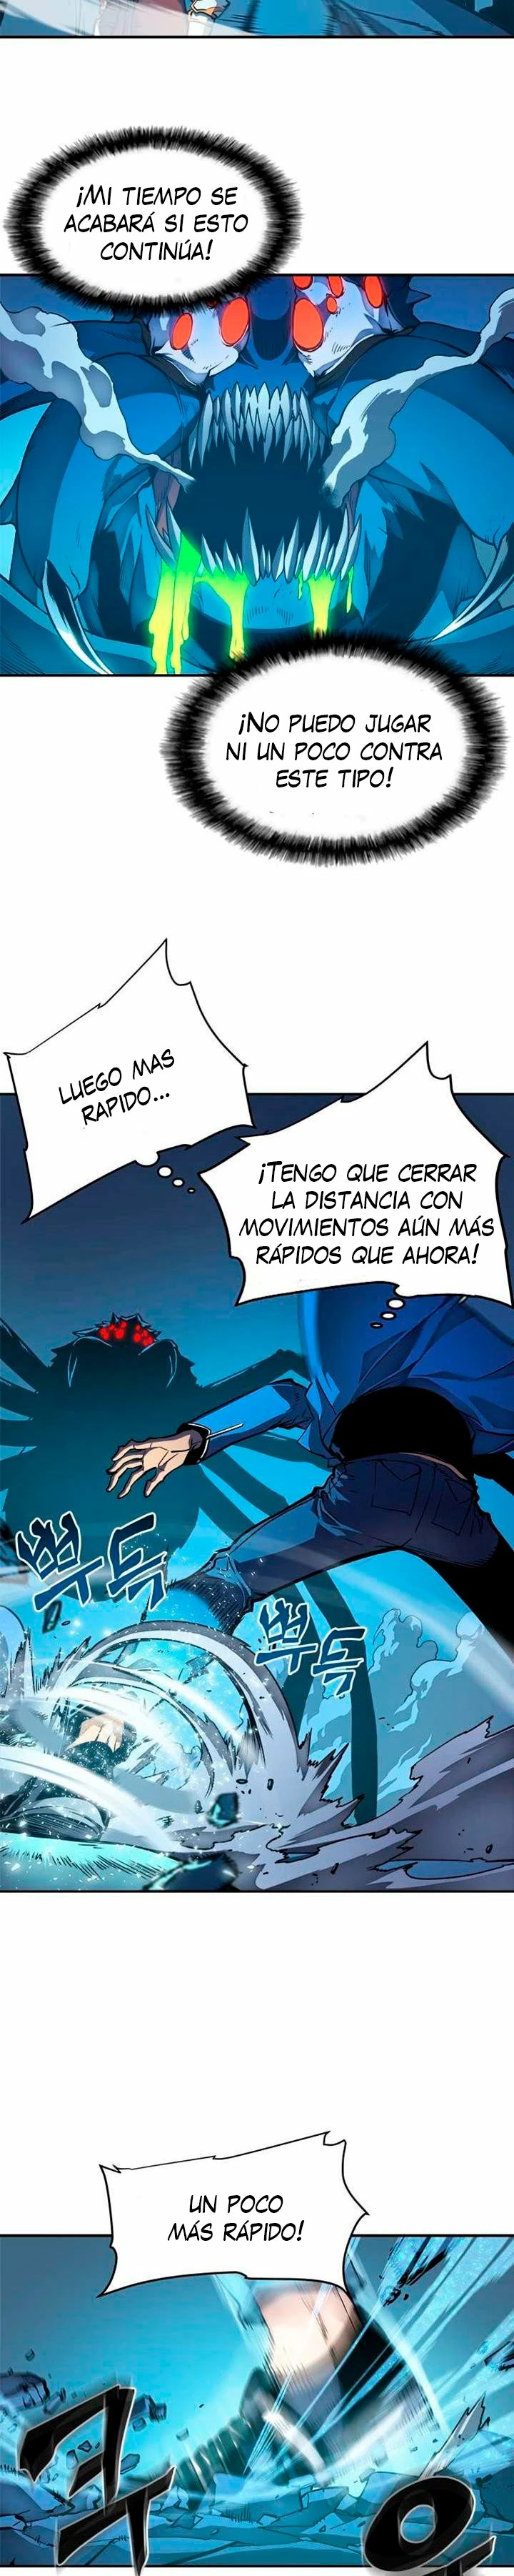 ¡MI TIEMPO SE
ACABARÁ SI ESTO
CONTINÚA!
¡NO PUEDO JUGAR
NI UN POCO CONTRA
ESTE TIPO!
LUEGO MAS
RAPIDO...
¡TENGO QUE CERRAR
LA DISTANCIA CON
MOVIMIENTOS AÚN MÁS
RÁPIDOS QUE AHORA!
뿌득
뿌득
UN POCO
MÁS RÁPIDO!
콰